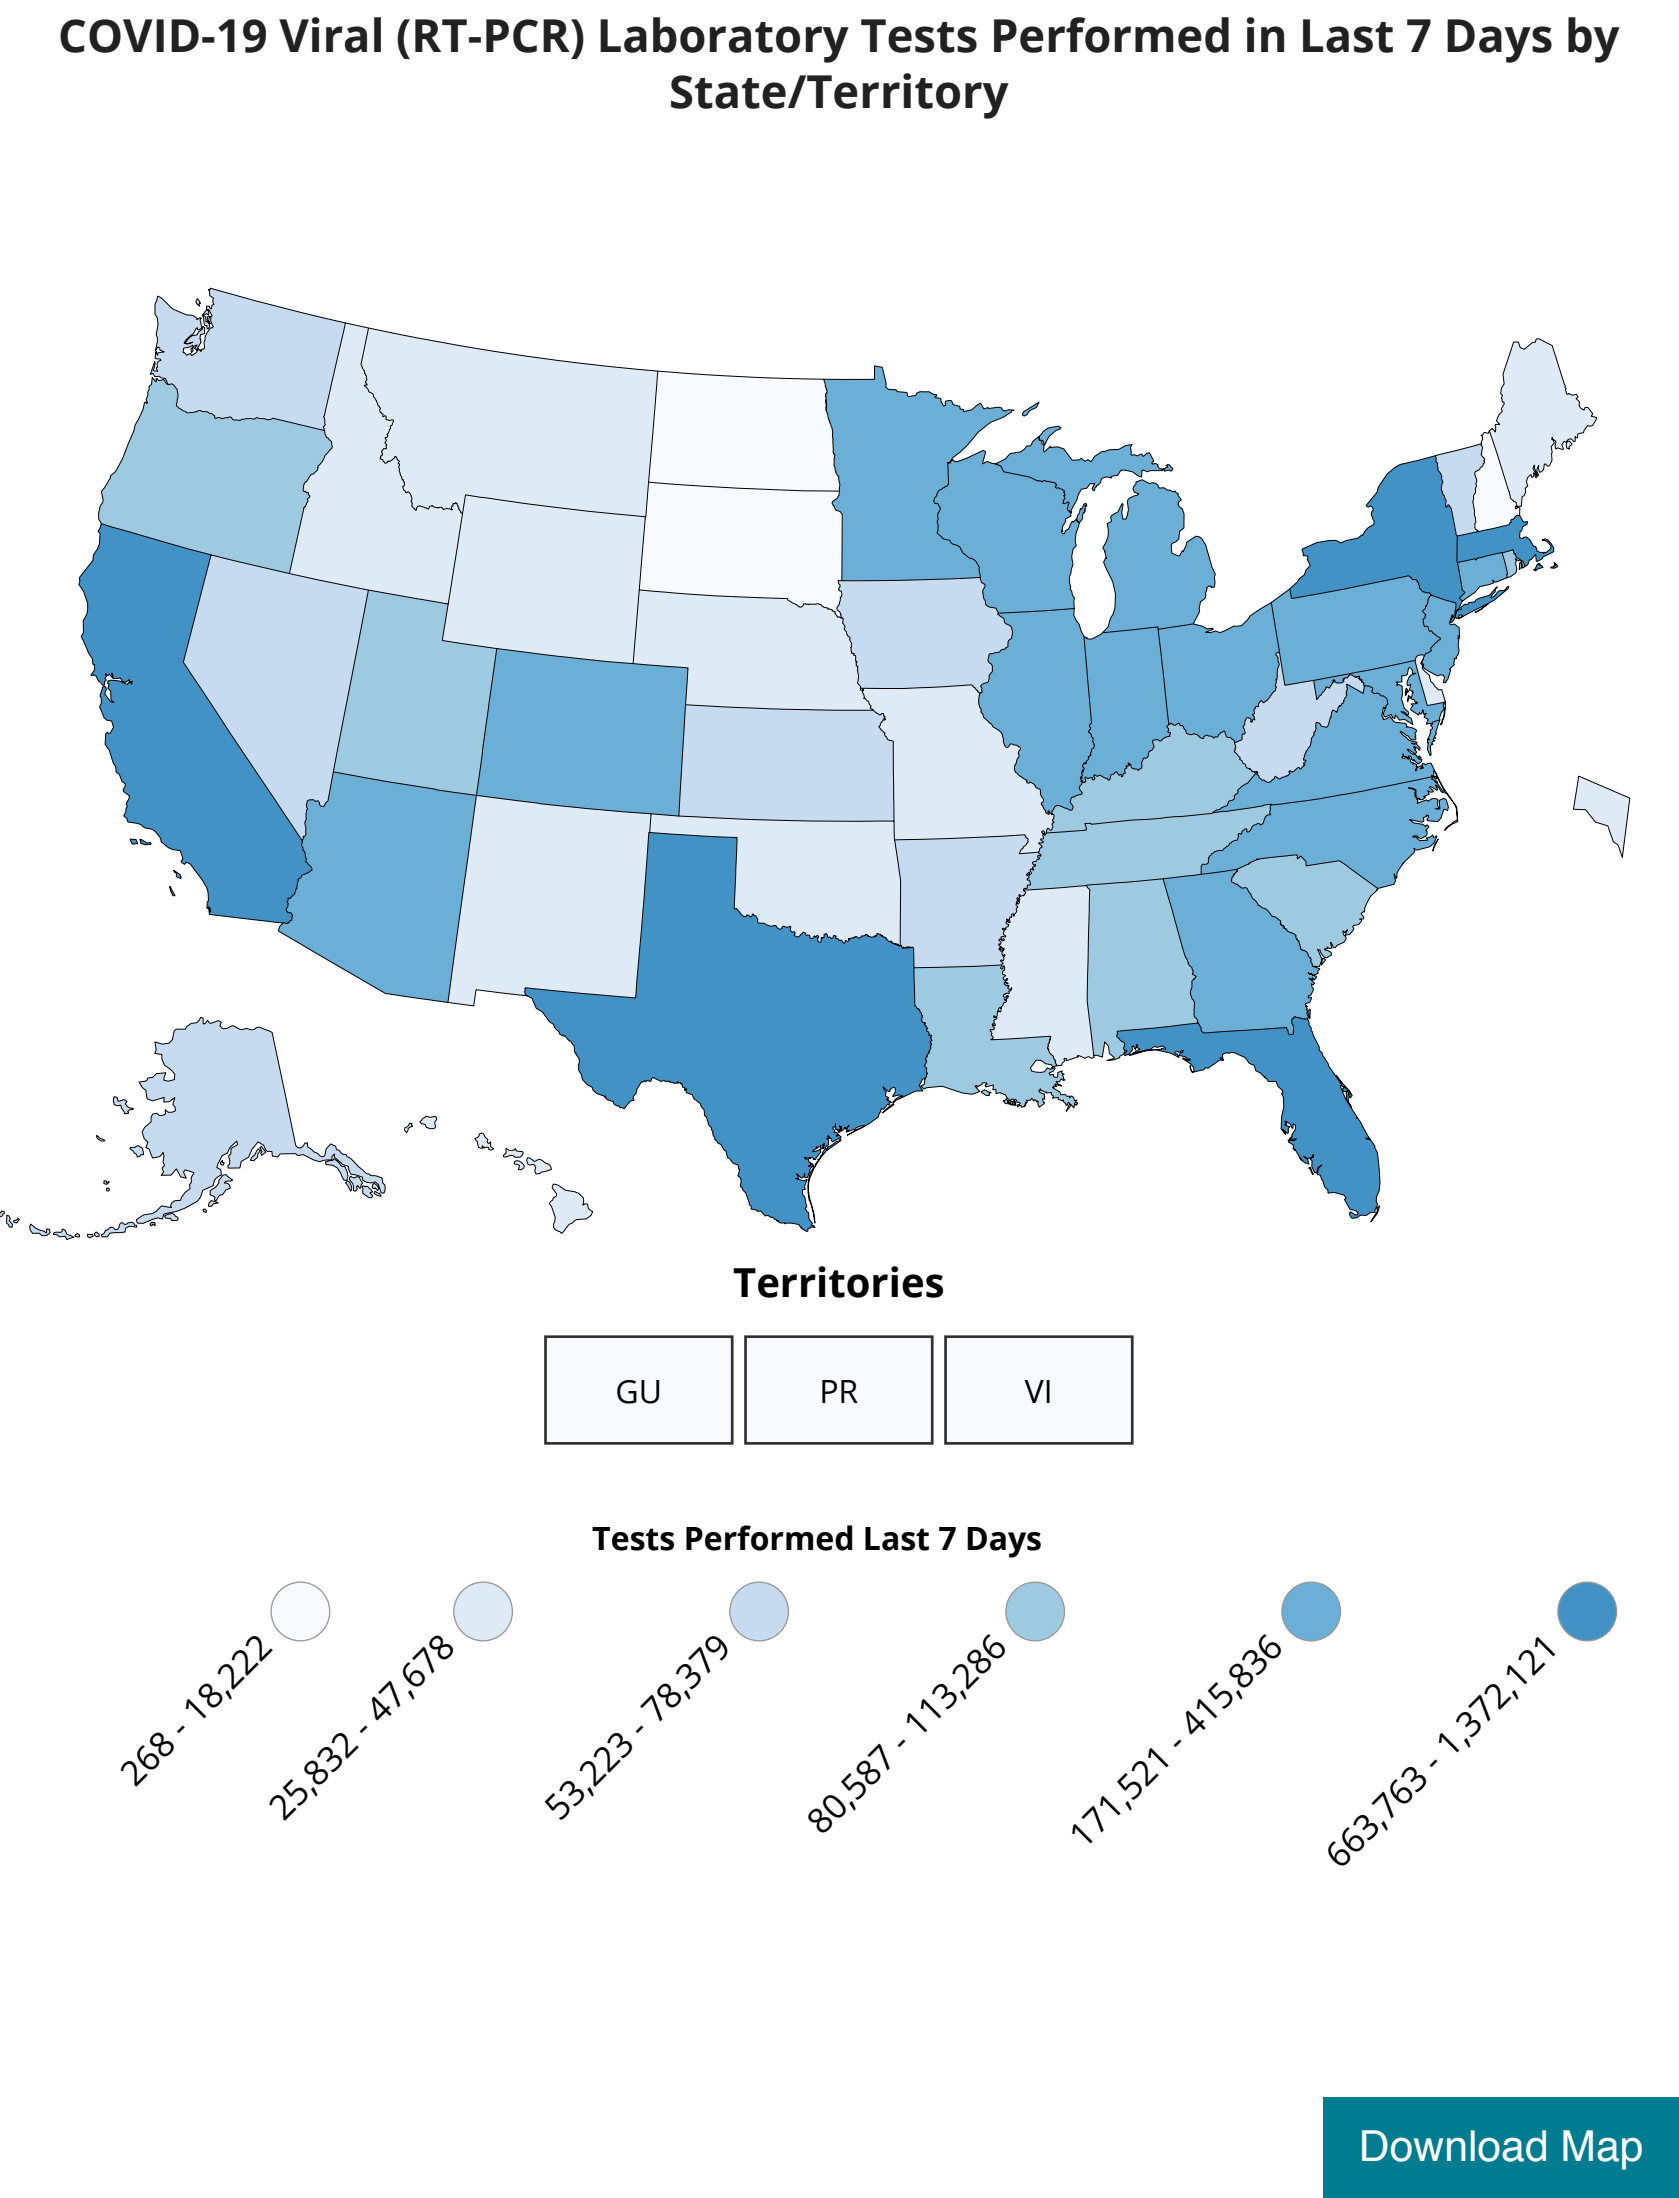 COVID-19 Viral (RT-PCR) Laboratory Tests Performed in Last 7 Days by
State/Territory
Territories
GU PR VI
Tests Performed Last 7 Days
268 - 18,222
25,832 - 47,678
53,223 - 78,379
80,587 - 113,286
171,521 - 415,836
663,763 - 1,372,121
Download Map